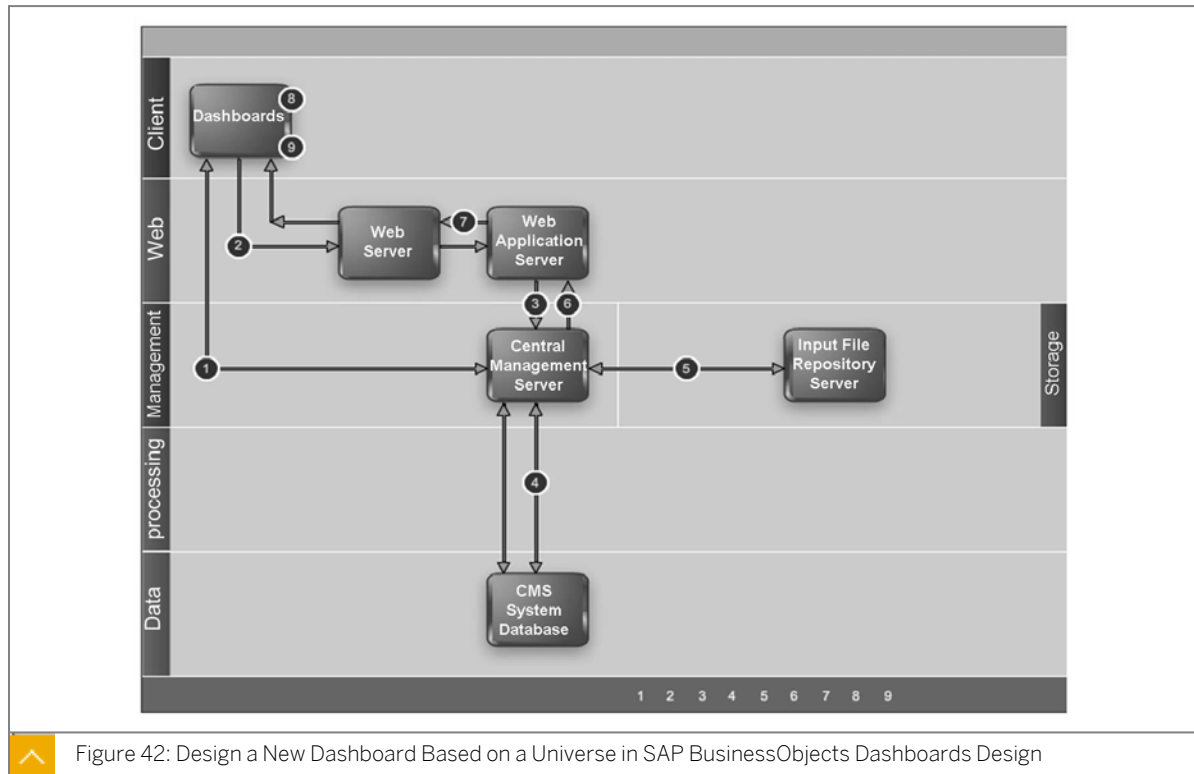 Client
Dashboards
8
9
Web
2
Web
Server
7
Web
Application
Server
3
6
Management
1
Central
Management
Server
5
Input File
Repository
Server
Storage
processing
4
Data
CMS
System
Database
1 2 3 4 5 6 7 8 9
Figure 42: Design a New Dashboard Based on a Universe in SAP BusinessObjects Dashboards Design